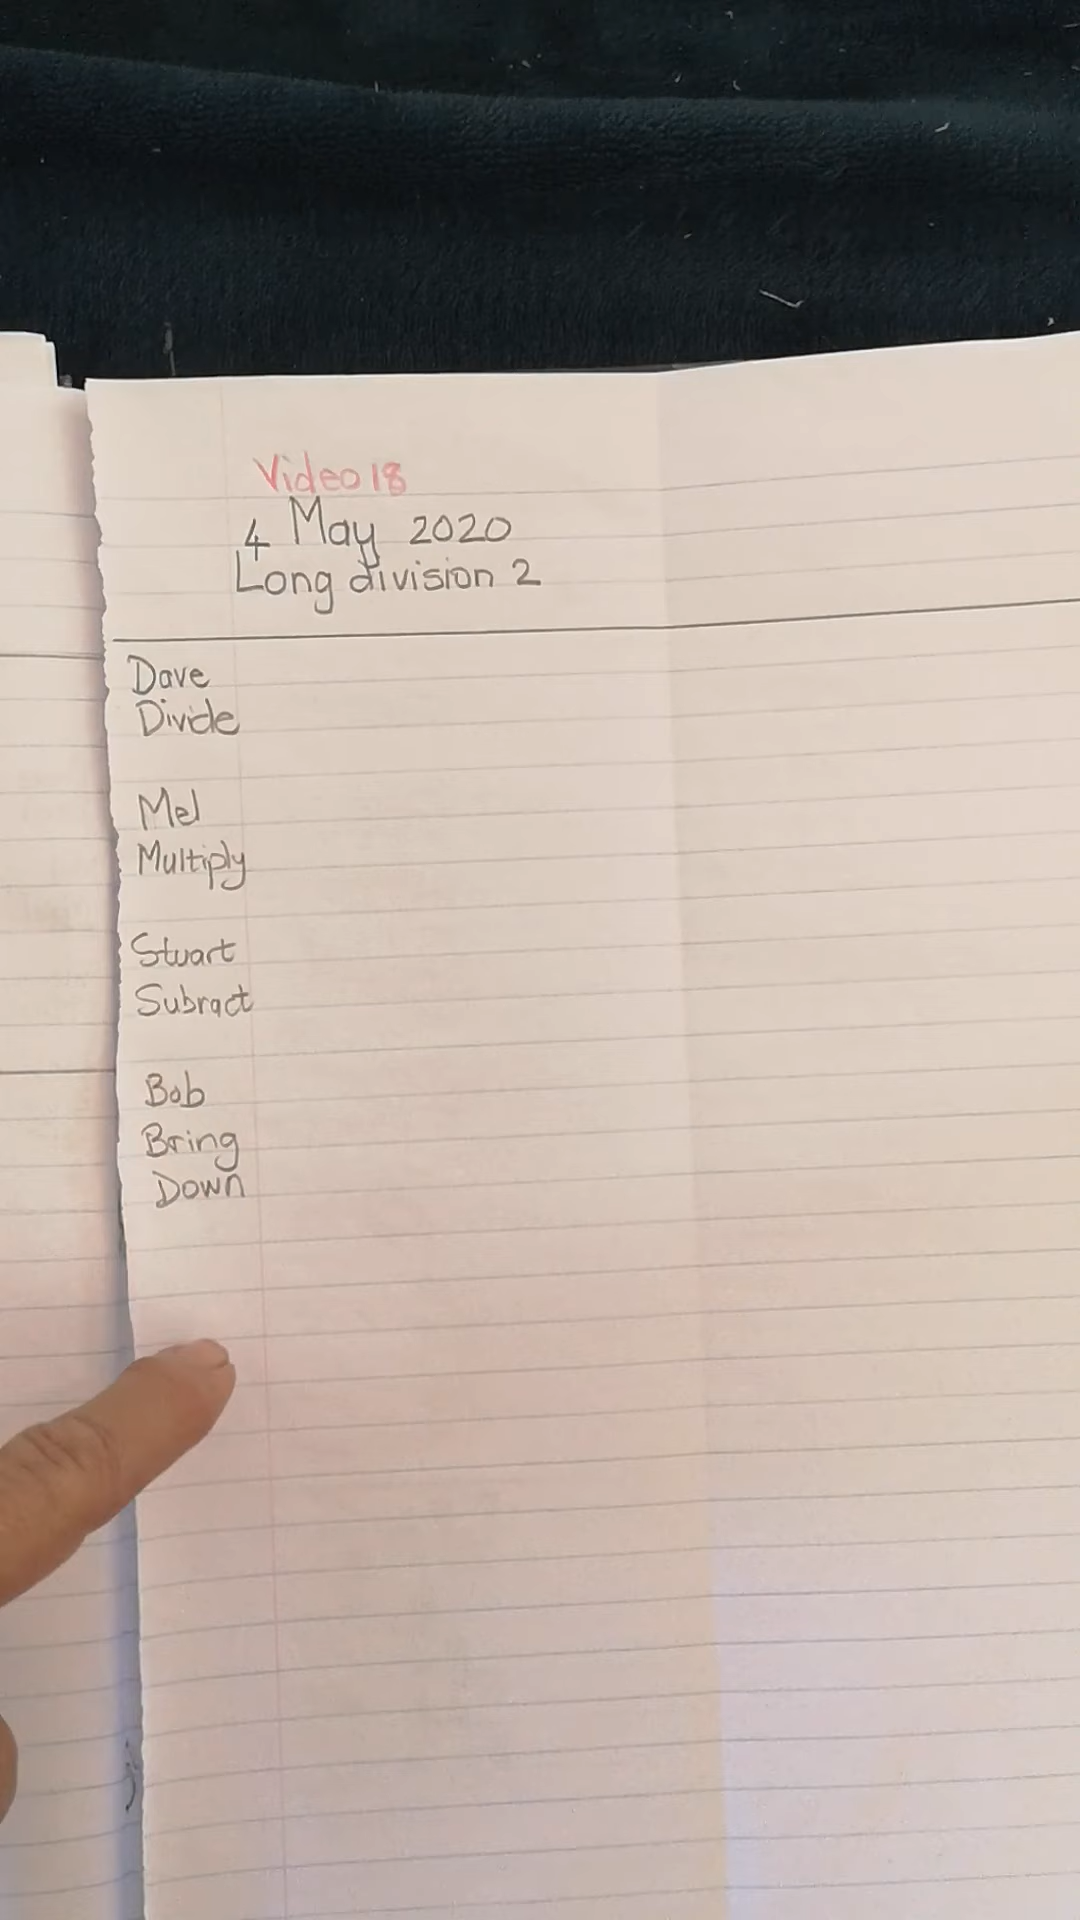 Video 18
4 May 2020
Long division 2
Dave
Divide
Mel
Multiply
Stuart
Subract
Bob
Bring
Down